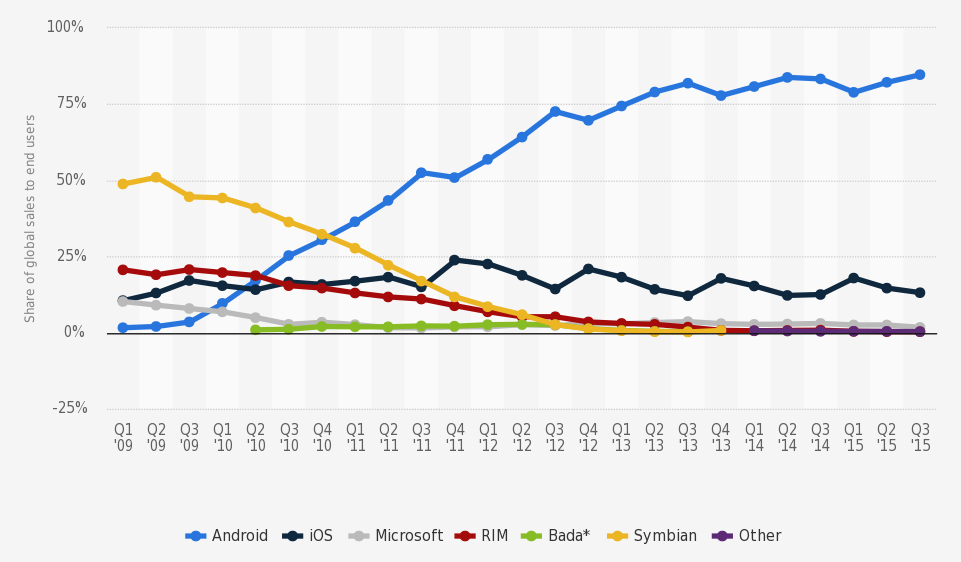 100%
75%
50%
25%
0%
-25%
Share of global sales to end users
Q1 Q2 Q3 Q1 Q2 Q3 Q4 Q1 Q2 Q3 Q4 Q1 Q2 Q3 Q4 Q1 Q2 Q3 Q4 Q1 Q2 Q3 Q1 Q2 Q3
'09 '09 '09 '10 '10 '10 '10 '11 '11 '11 '11 '12 '12 '12 '12 '13 '13 '13 '13 '14 '14 '14 '15 '15 '15
Android iOS Microsoft RIM Bada* Symbian Other